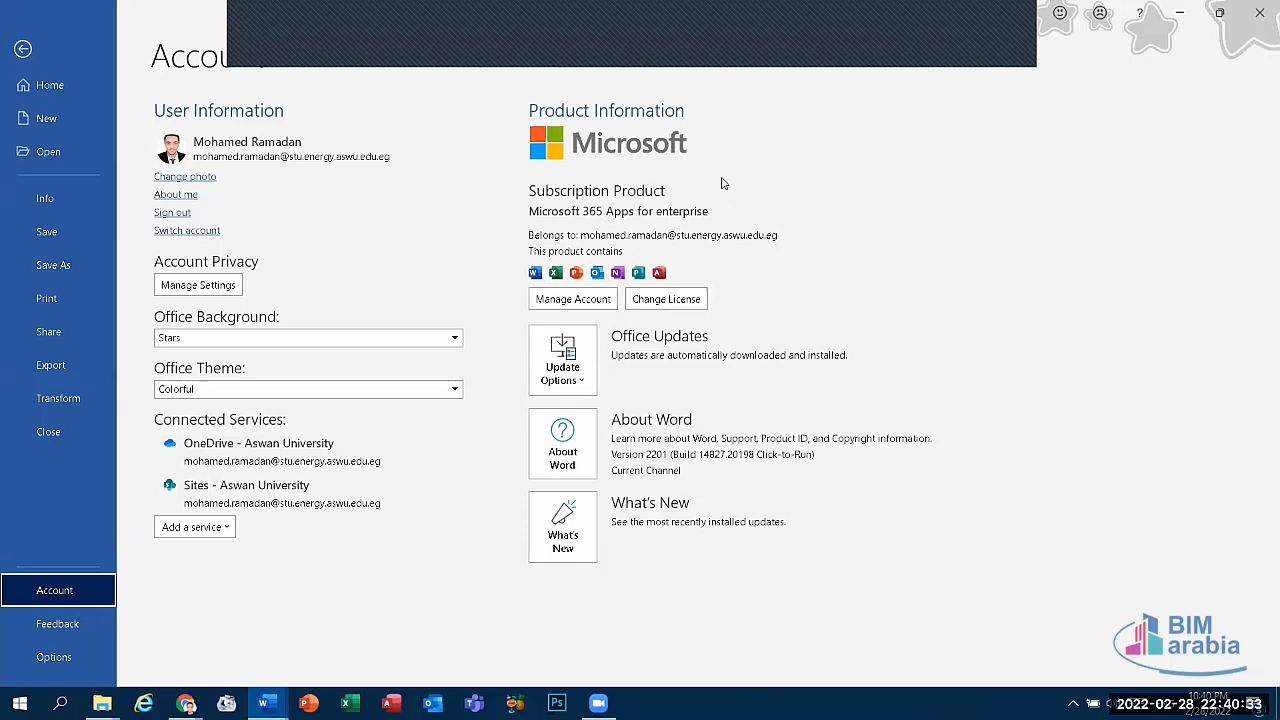 ?
Accou
Home
New
Open
Info
Save
Save As
Print
Share
Export
Transform
Close
Account
Feedback
Options
User Information
Mohamed Ramadan
mohamed.ramadan@stu.energy.aswu.edu.eg
Change photo
About me
Sign out
Switch account
Account Privacy
Manage Settings
Office Background:
Stars
Office Theme:
Colorful
Connected Services:
OneDrive - Aswan University
mohamed.ramadan@stu.energy.aswu.edu.eg
Sites - Aswan University
mohamed.ramadan@stu.energy.aswu.edu.eg
Add a service
Product Information
Microsoft
Subscription Product
Microsoft 365 Apps for enterprise
Belongs to: mohamed.ramadan@stu.energy.aswu.edu.eg
This product contains
Manage Account
Change License
Update
Options
Office Updates
Updates are automatically downloaded and installed.
About
Word
About Word
Learn more about Word, Support, Product ID, and Copyright information.
Version 2201 (Build 14827.20198 Click-to-Run)
Current Channel
What's
New
What's New
See the most recently installed updates.
BIM
arabia
Ps
10:40 PM
2022-02-28 22:40:33